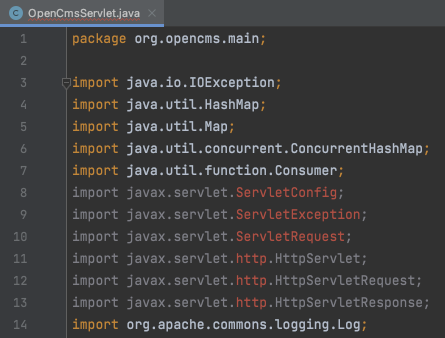 OpenCmsServlet.java
1 package org.opencms.main;
2
3 import java.io.IOException;
4 import java.util.HashMap;
5 import java.util.Map;
6 import java.util.concurrent.ConcurrentHashMap;
7 import java.util.function.Consumer;
8 import javax.servlet.ServletConfig;
9 import javax.servlet.ServletException;
10 import javax.servlet.ServletRequest;
11 import javax.servlet.http.HttpServlet;
12 import javax.servlet.http.HttpServletRequest;
13 import javax.servlet.http.HttpServletResponse;
14 import org.apache.commons.logging.Log;